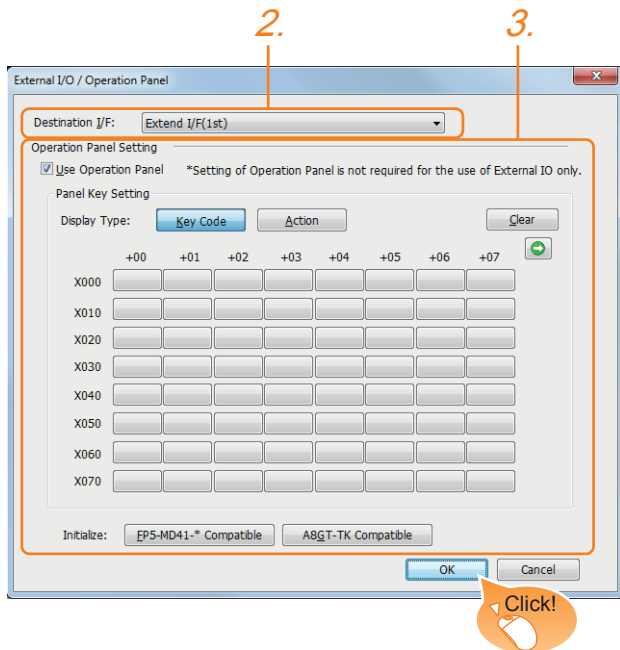 2.
3.
External I/O / Operation Panel
Destination I/F: Extend I/F(1st)
Operation Panel Setting
Use Operation Panel *Setting of Operation Panel is not required for the use of External IO only.
Panel Key Setting
Display Type: Key Code Action Clear
+00 +01 +02 +03 +04 +05 +06 +07
X000
X010
X020
X030
X040
X050
X060
X070
Initialize: FP5-MD41-* Compatible A8GT-TK Compatible
OK Cancel
Click!